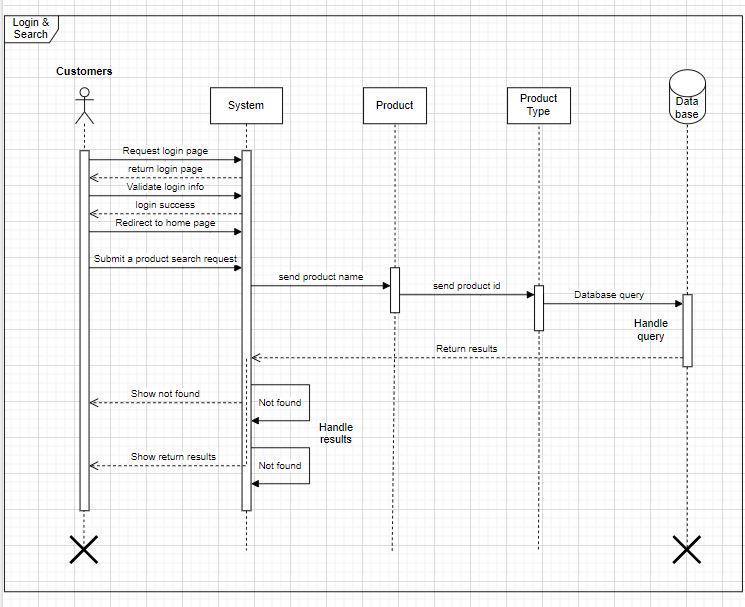 Login &
Search
Customers
System
Product
Product
Type
Data
base
Request login page
return login page
Validate login info
login success
Redirect to home page
Submit a product search request
send product name
send product id
Database query
Handle
query
Return results
Show not found
Not found
Handle
results
Show return results
Not found